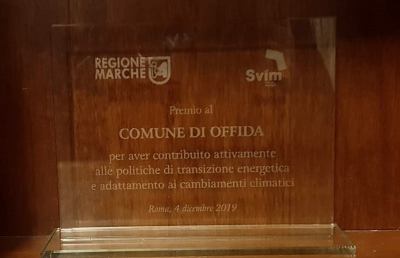 REGIONE
MARCHE
Svim
Premio al
COMUNE DI OFFIDA
per aver contribuito attivamente
alle politiche di transizione energetica
e adattamento ai cambiamenti climatici
Roma, 4 dicembre 2019